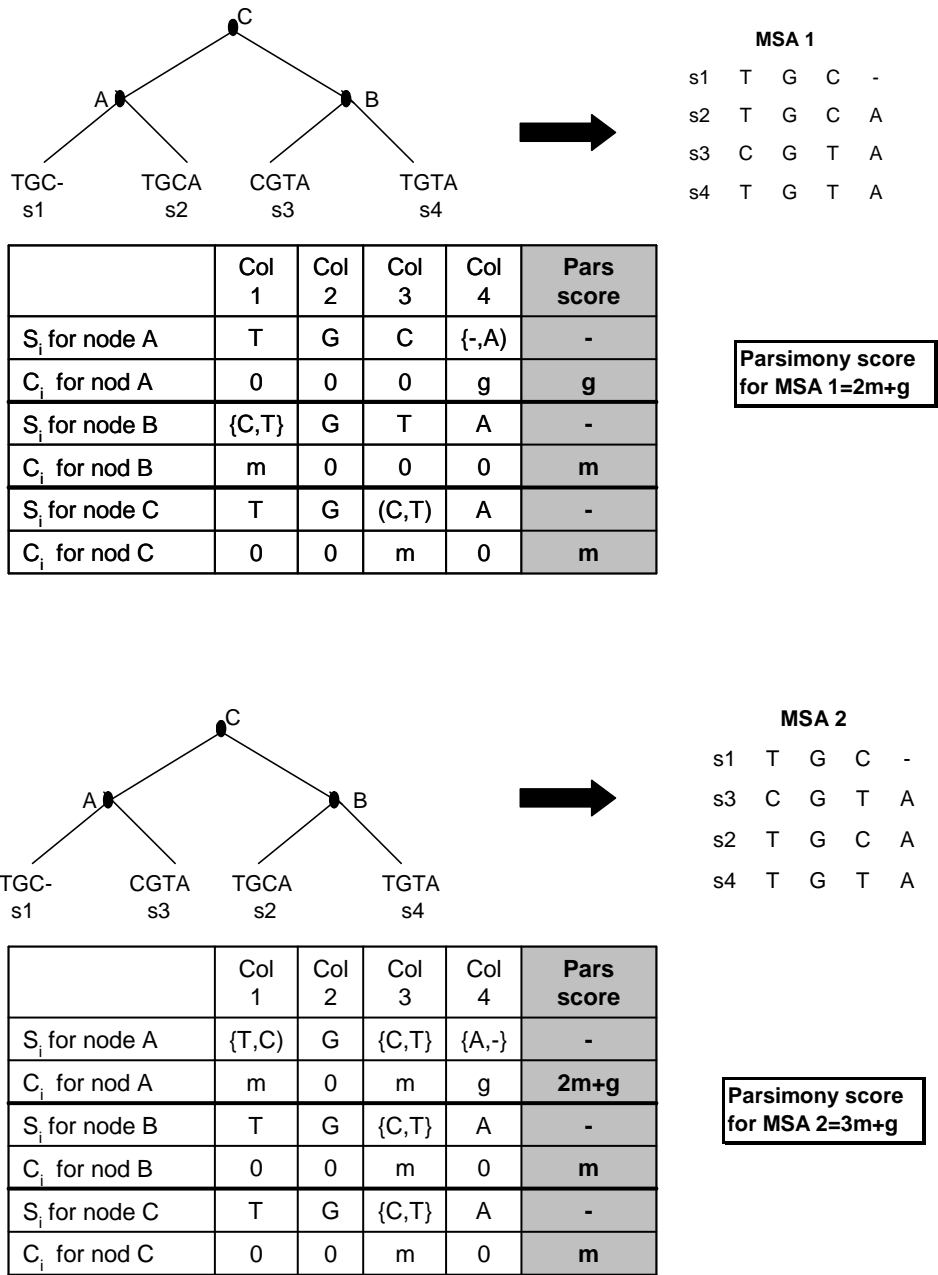 C
A
B
TGC- TGCA CGTA TGTA
s1 s2 s3 s4
MSA 1
s1 T G C -
s2 T G C A
s3 C G T A
s4 T G T A
Col 1 Col 2 Col 3 Col 4 Pars score
Si for node A T G C {-,A) -
Ci for nod A 0 0 0 g g
Si for node B {C,T} G T A -
Ci for nod B m 0 0 0 m
Si for node C T G (C,T) A -
Ci for nod C 0 0 m 0 m
Parsimony score
for MSA 1=2m+g
C
A
B
TGC- CGTA TGCA TGTA
s1 s3 s2 s4
MSA 2
s1 T G C -
s3 C G T A
s2 T G C A
s4 T G T A
Col 1 Col 2 Col 3 Col 4 Pars score
Si for node A {T,C) G {C,T} {A,-} -
Ci for nod A m 0 m g 2m+g
Si for node B T G {C,T} A -
Ci for nod B 0 0 m 0 m
Si for node C T G {C,T} A -
Ci for nod C 0 0 m 0 m
Parsimony score
for MSA 2=3m+g